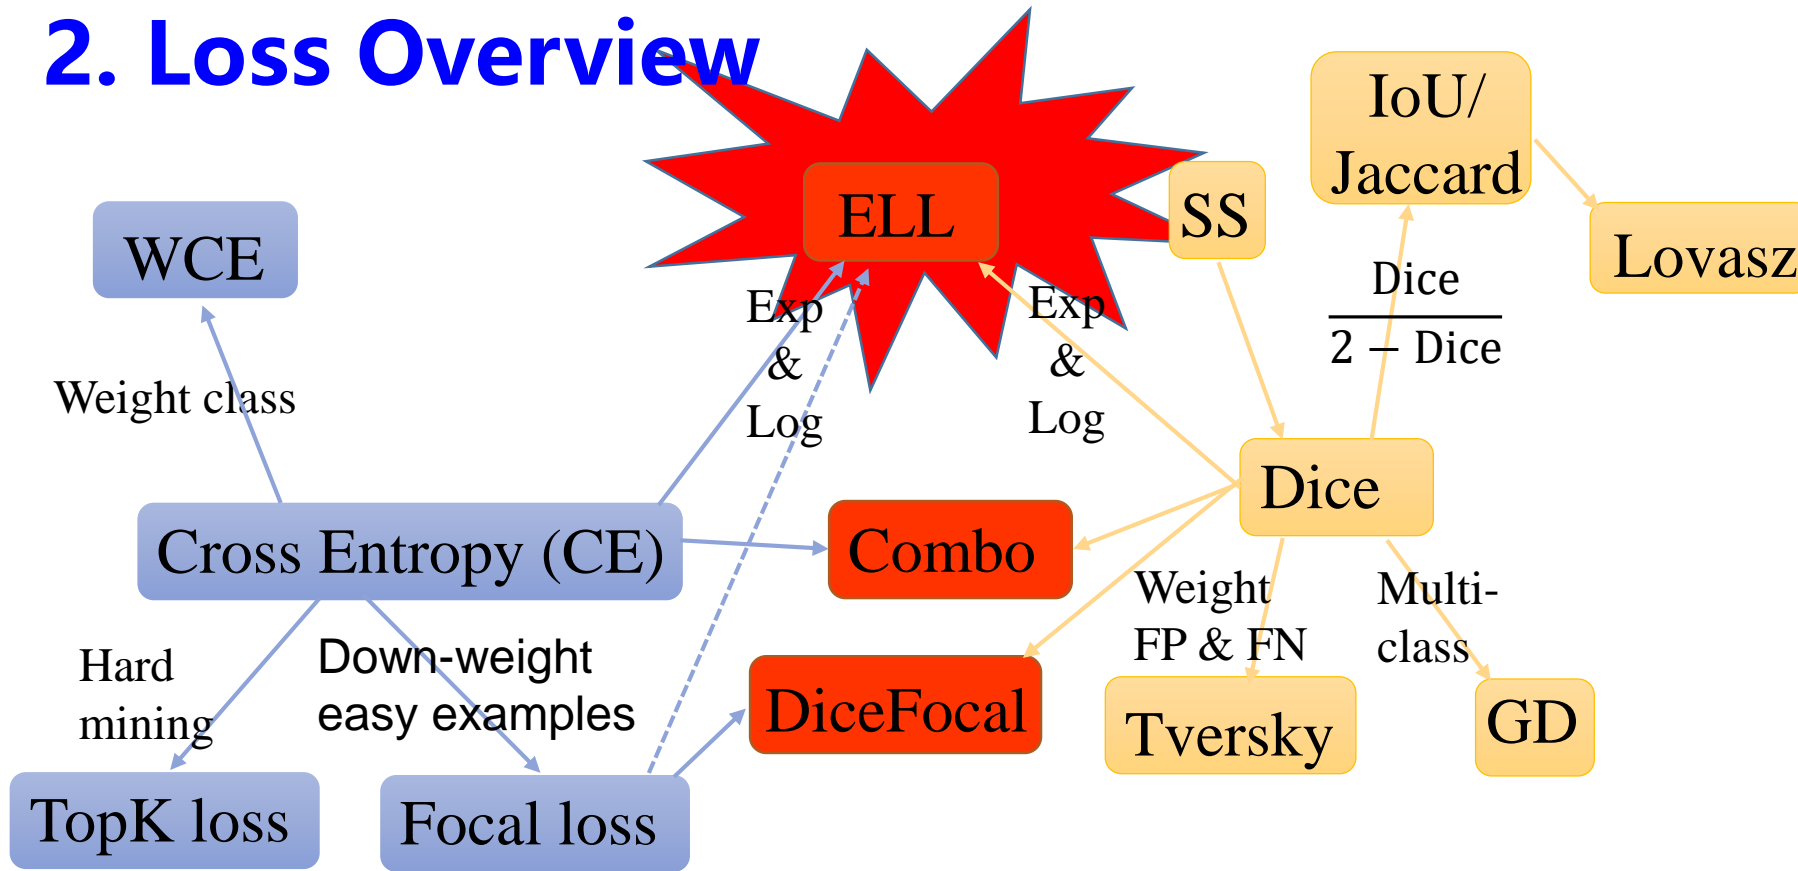 2. Loss Overview
IoU/
Jaccard
ELL
SS
WCE
Lovasz
Dice
2 − Dice
Exp
&
Log
Exp
&
Log
Weight class
Dice
Cross Entropy (CE)
Combo
Weight
FP & FN
Multi-
class
Hard
mining
Down-weight
easy examples
DiceFocal
Tversky
GD
TopK loss
Focal loss